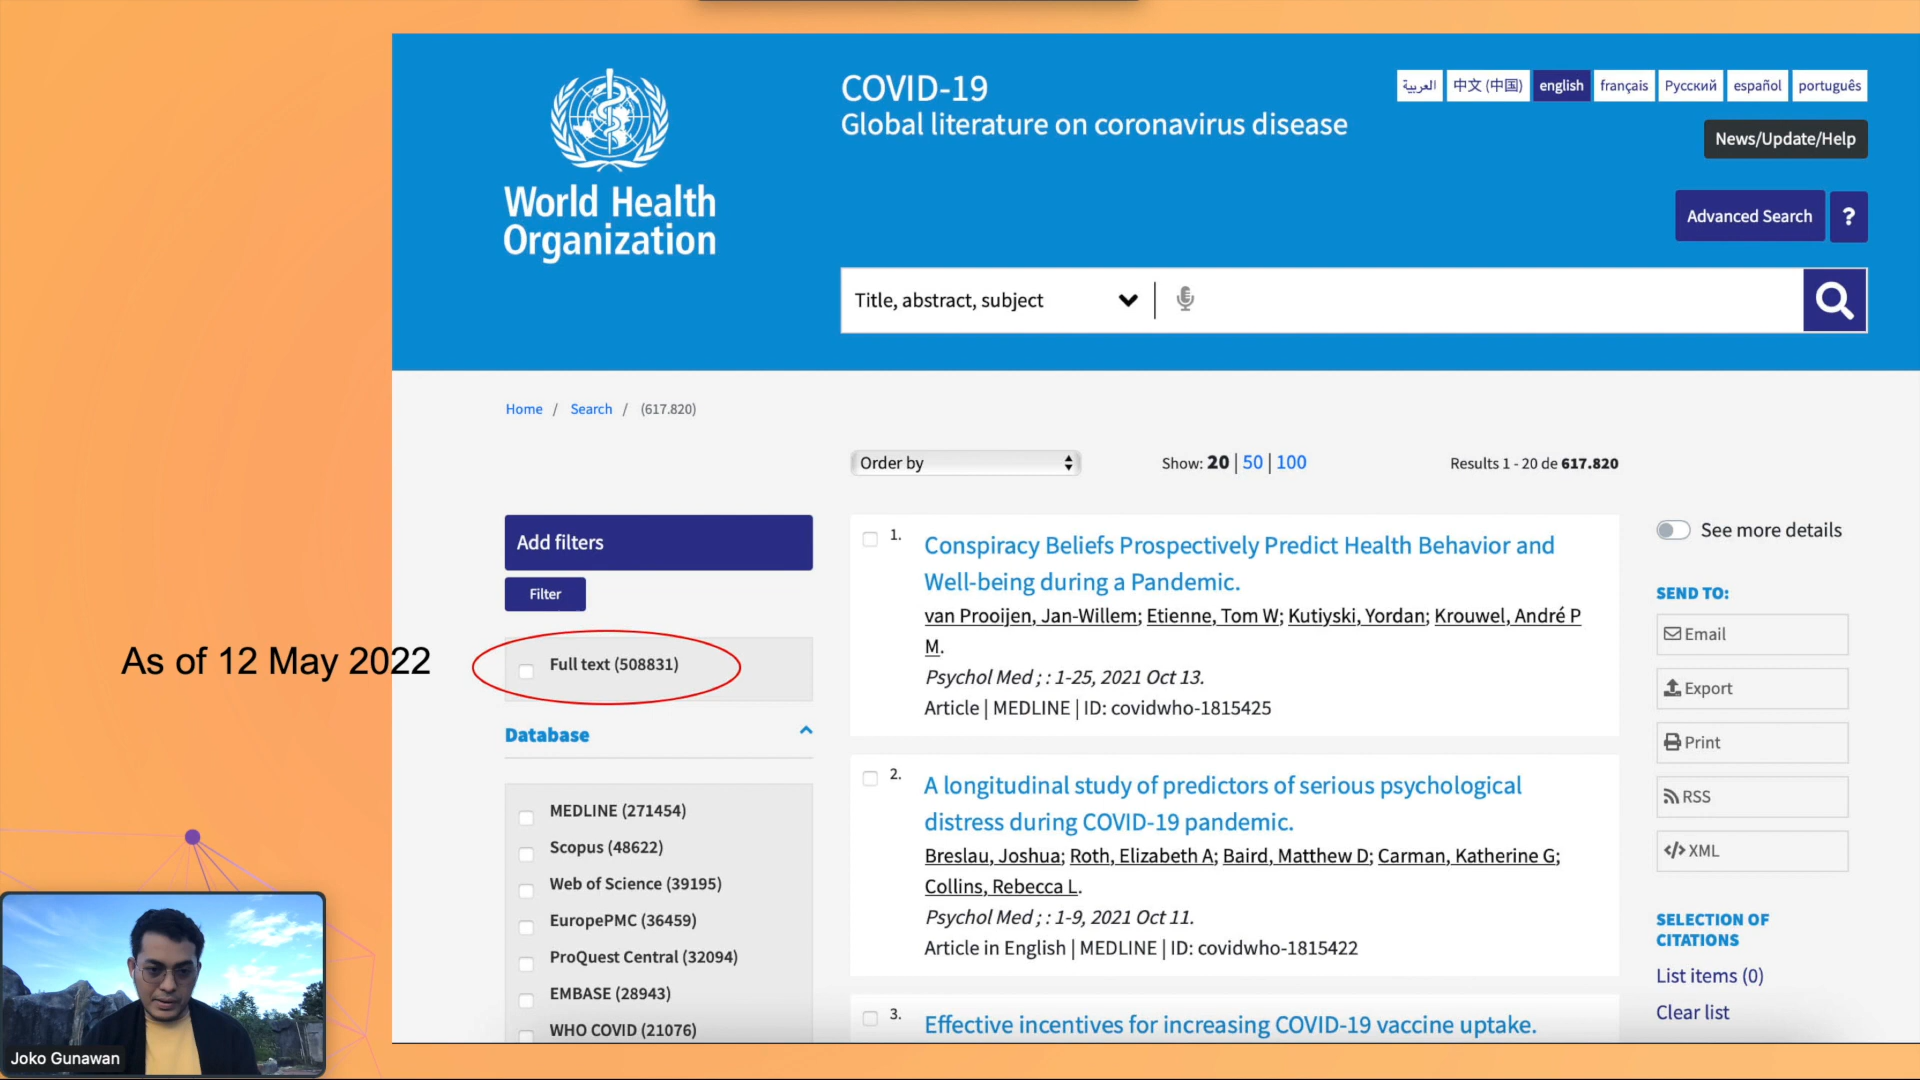 COVID-19
Global literature on coronavirus disease
العربية
中文 (中国)
english
français
Русский
español
português
News/Update/Help
World Health
Organization
Advanced Search
?
Title, abstract, subject
Home / Search / (617.820)
Order by
Show: 20 | 50 | 100
Results 1 - 20 de 617.820
Add filters
Filter
As of 12 May 2022
Full text (508831)
Database
MEDLINE (271454)
Scopus (48622)
Web of Science (39195)
EuropePMC (36459)
ProQuest Central (32094)
EMBASE (28943)
WHO COVID (21076)
1.
Conspiracy Beliefs Prospectively Predict Health Behavior and
Well-being during a Pandemic.
van Prooijen, Jan-Willem; Etienne, Tom W; Kutiyski, Yordan; Krouwel, André P
M.
Psychol Med ; : 1-25, 2021 Oct 13.
Article | MEDLINE | ID: covidwho-1815425
2.
A longitudinal study of predictors of serious psychological
distress during COVID-19 pandemic.
Breslau, Joshua; Roth, Elizabeth A; Baird, Matthew D; Carman, Katherine G;
Collins, Rebecca L.
Psychol Med ; : 1-9, 2021 Oct 11.
Article in English | MEDLINE | ID: covidwho-1815422
3.
Effective incentives for increasing COVID-19 vaccine uptake.
See more details
SEND TO:
Email
Export
Print
RSS
</> XML
SELECTION OF
CITATIONS
List items (0)
Clear list
Joko Gunawan